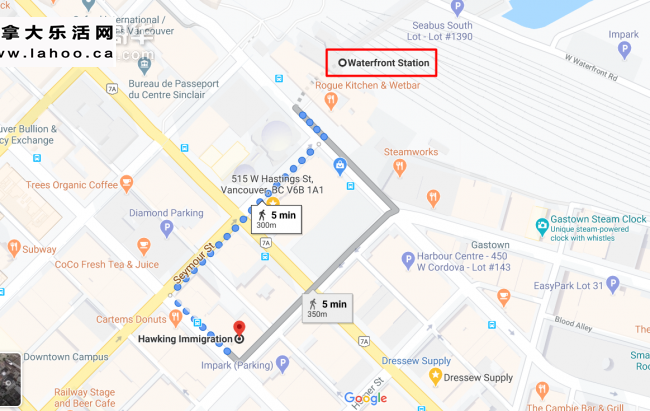 拿大乐活网
www.lahoo.ca
International /
Vancouver
Bureau de Passeport
du Centre Sinclair
Seabus South
Lot - Lot #1390
Impark
W Waterfront Rd
Waterfront Station
Rogue Kitchen & Wetbar
7A
Bullion &
Exchange
Steamworks
515 W Hastings St,
Vancouver, BC V6B 1A1
Trees Organic Coffee
Diamond Parking
5 min
300m
Gastown Steam Clock
Unique steam-powered
clock with whistles
Subway
Seymour St
CoCo Fresh Tea & Juice
Gastown
Harbour Centre - 450
W Cordova - Lot #143
EasyPark Lot 31
5 min
350m
Cartems Donuts
Blood Alley
Hawking Immigration
7A
Downtown Campus
Impark (Parking)
Dressew Supply
Dressew Supply
Railway Stage
and Beer Cafe
Google
Homer St
The Cambie Bar & Grill